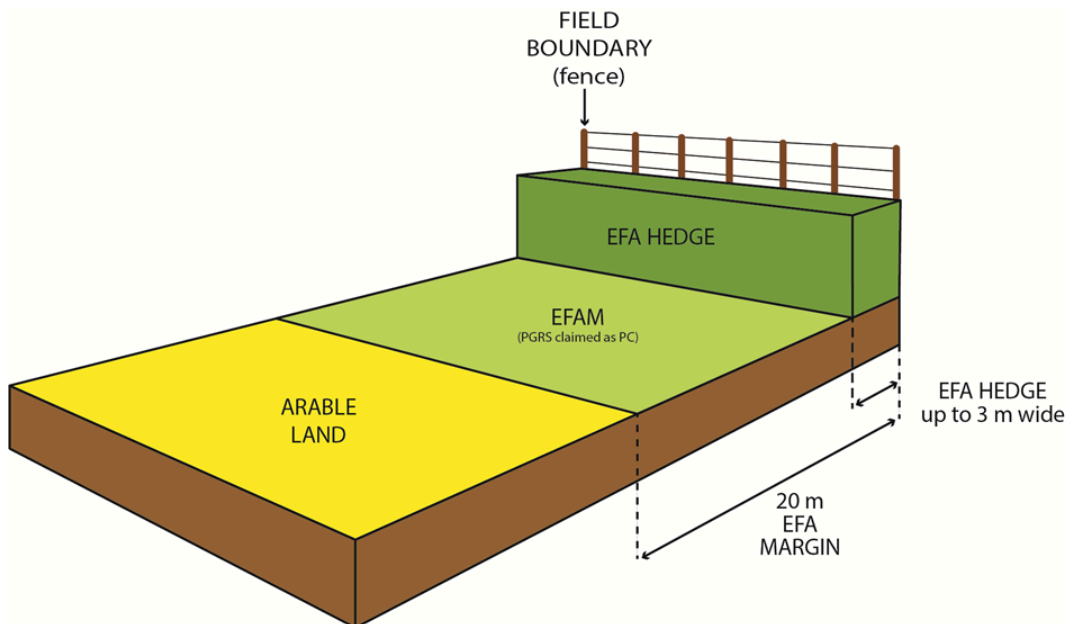 FIELD
BOUNDARY
(fence)
EFA HEDGE
EFAM
(PGRS claimed as PC)
ARABLE
LAND
EFA HEDGE
up to 3 m wide
20 m
EFA
MARGIN